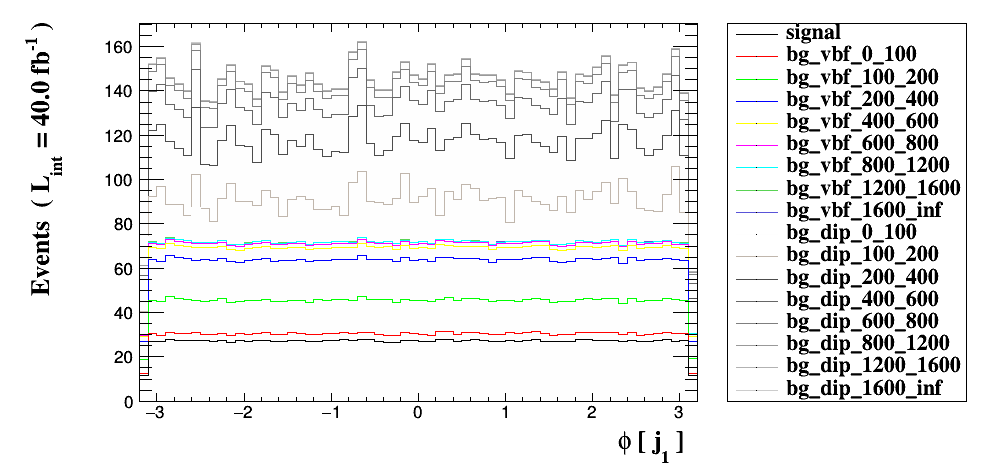 Events ( L_int = 40.0 fb^-1 )
160
140
120
100
80
60
40
20
0
−3 −2 −1 0 1 2 3
ϕ [ j_1 ]
signal
bg_vbf_0_100
bg_vbf_100_200
bg_vbf_200_400
bg_vbf_400_600
bg_vbf_600_800
bg_vbf_800_1200
bg_vbf_1200_1600
bg_vbf_1600_inf
bg_dip_0_100
bg_dip_100_200
bg_dip_200_400
bg_dip_400_600
bg_dip_600_800
bg_dip_800_1200
bg_dip_1200_1600
bg_dip_1600_inf